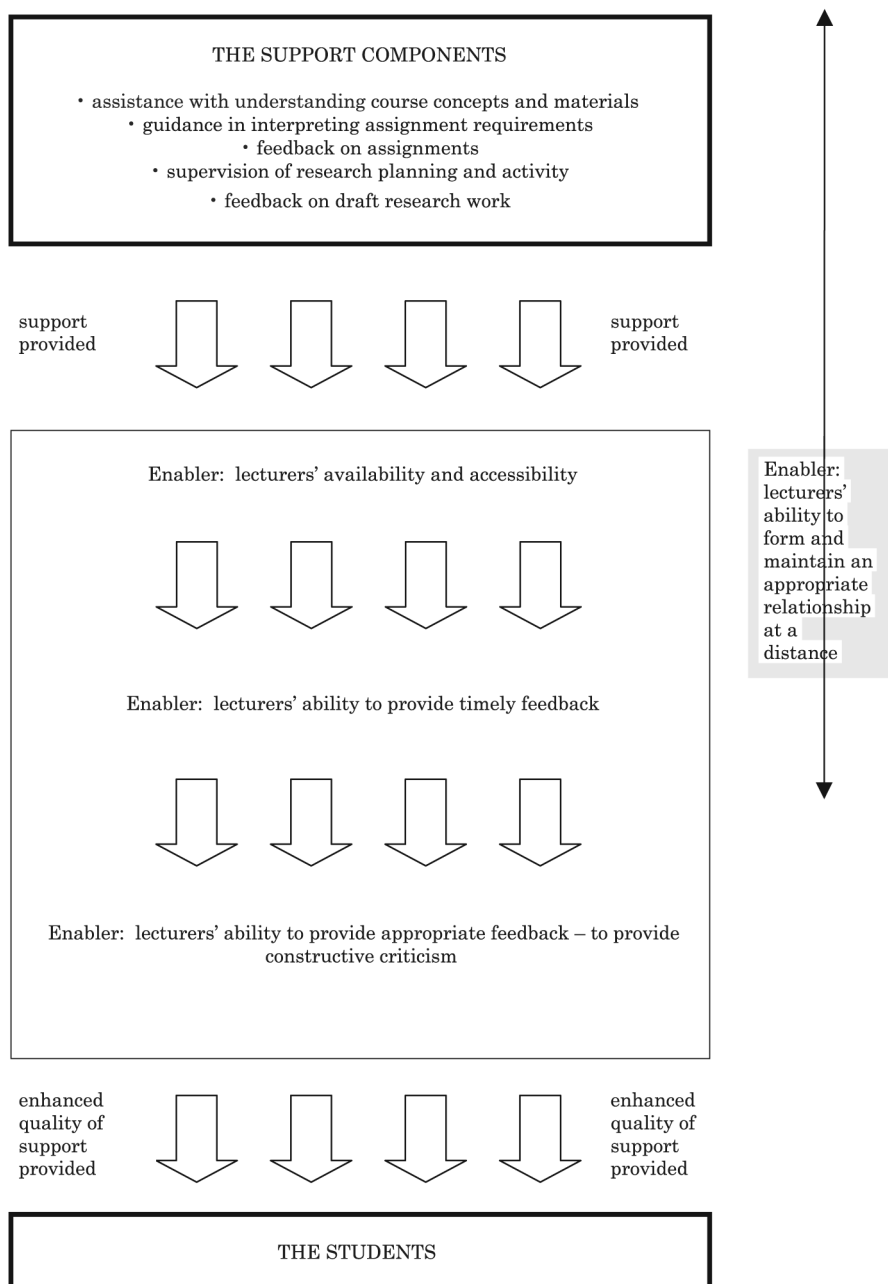 THE SUPPORT COMPONENTS
• assistance with understanding course concepts and materials
• guidance in interpreting assignment requirements
• feedback on assignments
• supervision of research planning and activity
• feedback on draft research work
support
provided
support
provided
Enabler: lecturers’ availability and accessibility
Enabler: lecturers’ ability to provide timely feedback
Enabler: lecturers’ ability to provide appropriate feedback – to provide
constructive criticism
Enabler:
lecturers’
ability to
form and
maintain an
appropriate
relationship
at a
distance
enhanced
quality of
support
provided
enhanced
quality of
support
provided
THE STUDENTS